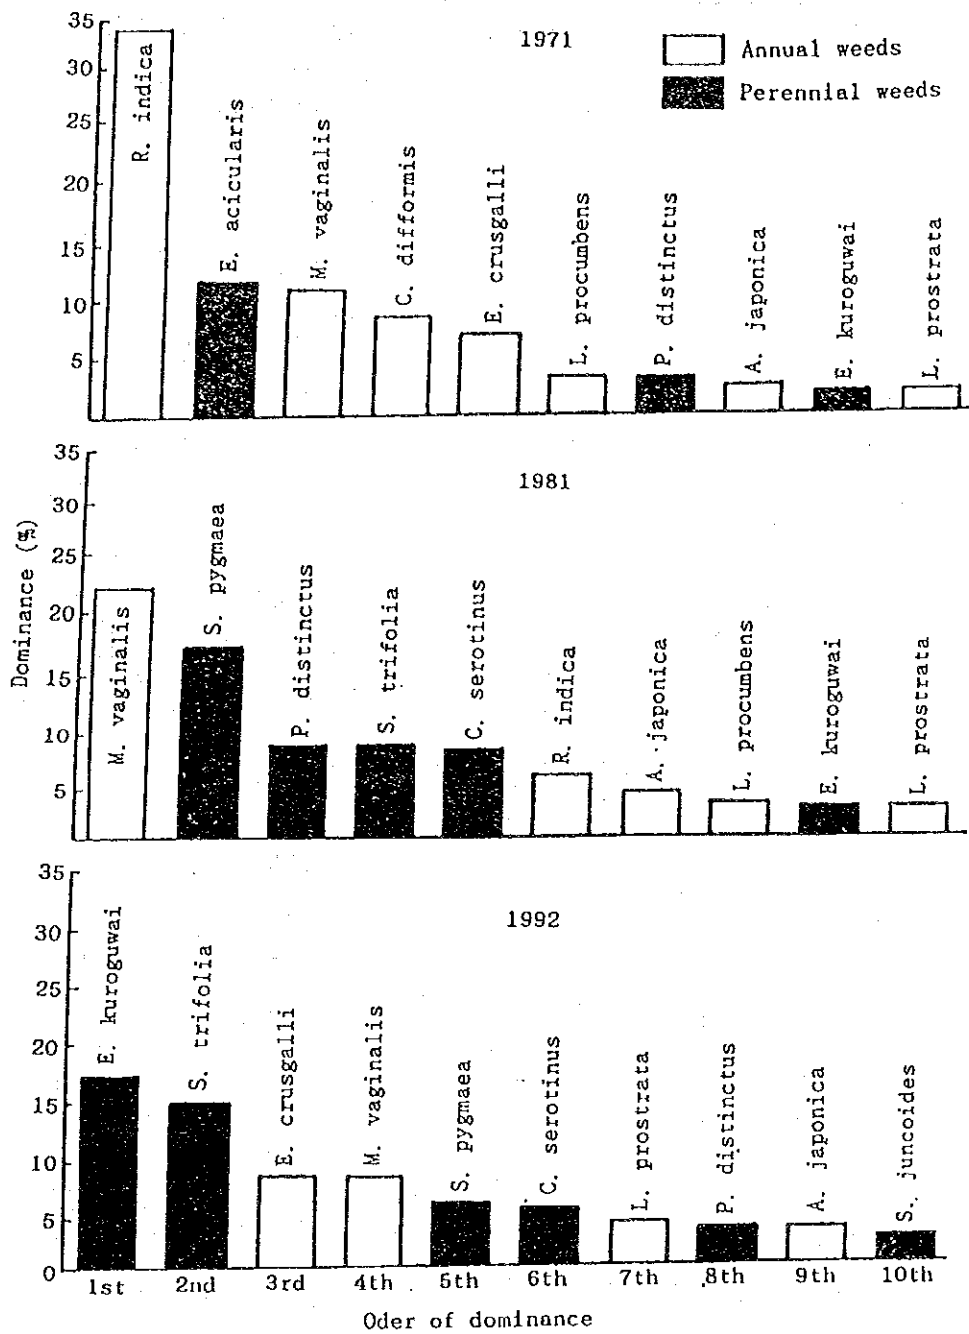 35
1971
Annual weeds
30
Perennial weeds
25
20
15
10
5
R. indica
E. acicularis
M. vaginalis
C. difformis
E. crusgalli
L. procumbens
P. distinctus
A. japonica
E. kuroguwai
L. prostrata
Dominance (%)
35
1981
30
25
20
15
10
5
M. vaginalis
S. pygmaea
P. distinctus
S. trifolia
C. serotinus
R. indica
A. japonica
L. procumbens
E. kuroguwai
L. prostrata
35
1992
30
25
20
15
10
5
0
E. kuroguwai
S. trifolia
E. crusgalli
M. vaginalis
S. pygmaea
C. serotinus
L. prostrata
P. distinctus
A. japonica
S. juncoides
1st 2nd 3rd 4th 5th 6th 7th 8th 9th 10th
Oder of dominance